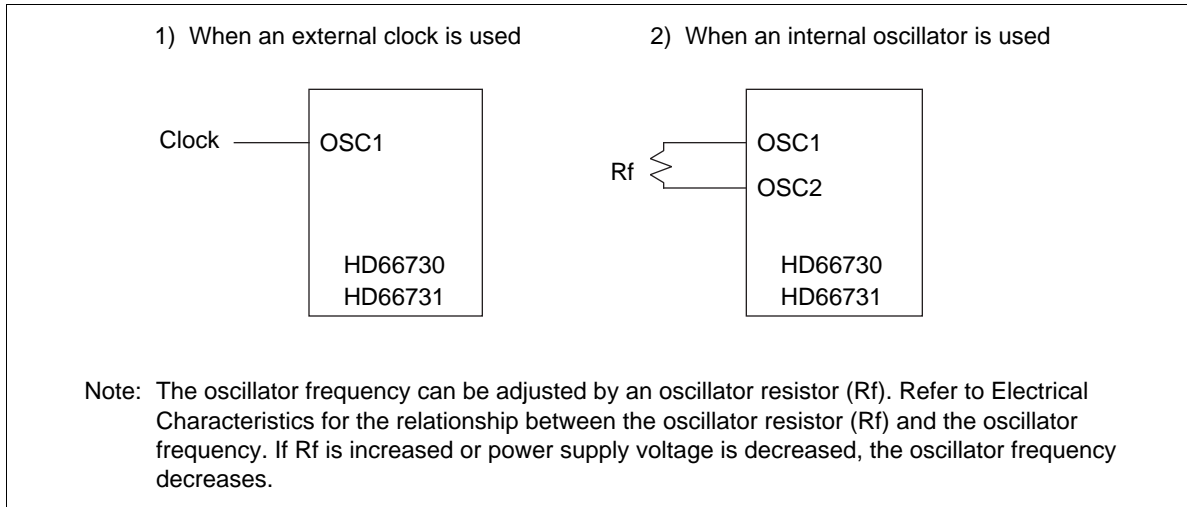 1) When an external clock is used
2) When an internal oscillator is used
Clock
OSC1
HD66730
HD66731
Rf
OSC1
OSC2
HD66730
HD66731
Note: The oscillator frequency can be adjusted by an oscillator resistor (Rf). Refer to Electrical
Characteristics for the relationship between the oscillator resistor (Rf) and the oscillator
frequency. If Rf is increased or power supply voltage is decreased, the oscillator frequency
decreases.